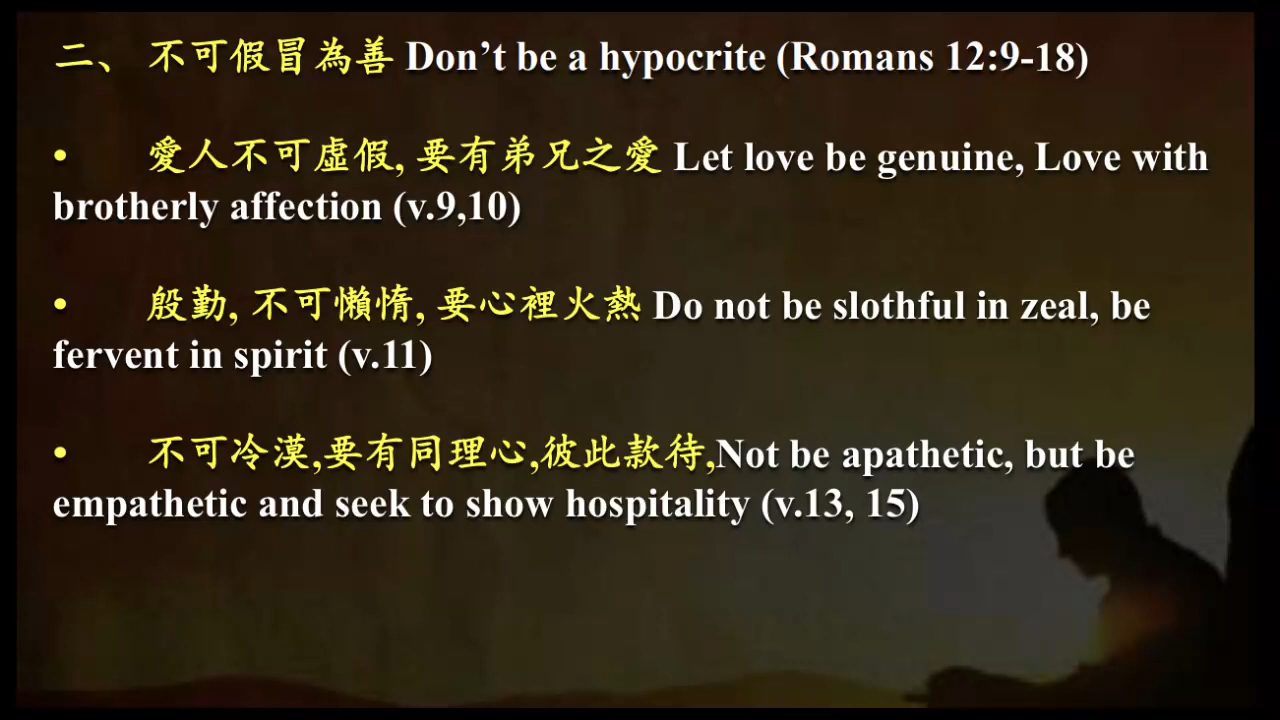 二、 不可假冒為善 Don’t be a hypocrite (Romans 12:9-18)
• 愛人不可虛假, 要有弟兄之愛 Let love be genuine, Love with
brotherly affection (v.9,10)
• 殷勤, 不可懶惰, 要心裡火熱 Do not be slothful in zeal, be
fervent in spirit (v.11)
• 不可冷漠,要有同理心,彼此款待,Not be apathetic, but be
empathetic and seek to show hospitality (v.13, 15)